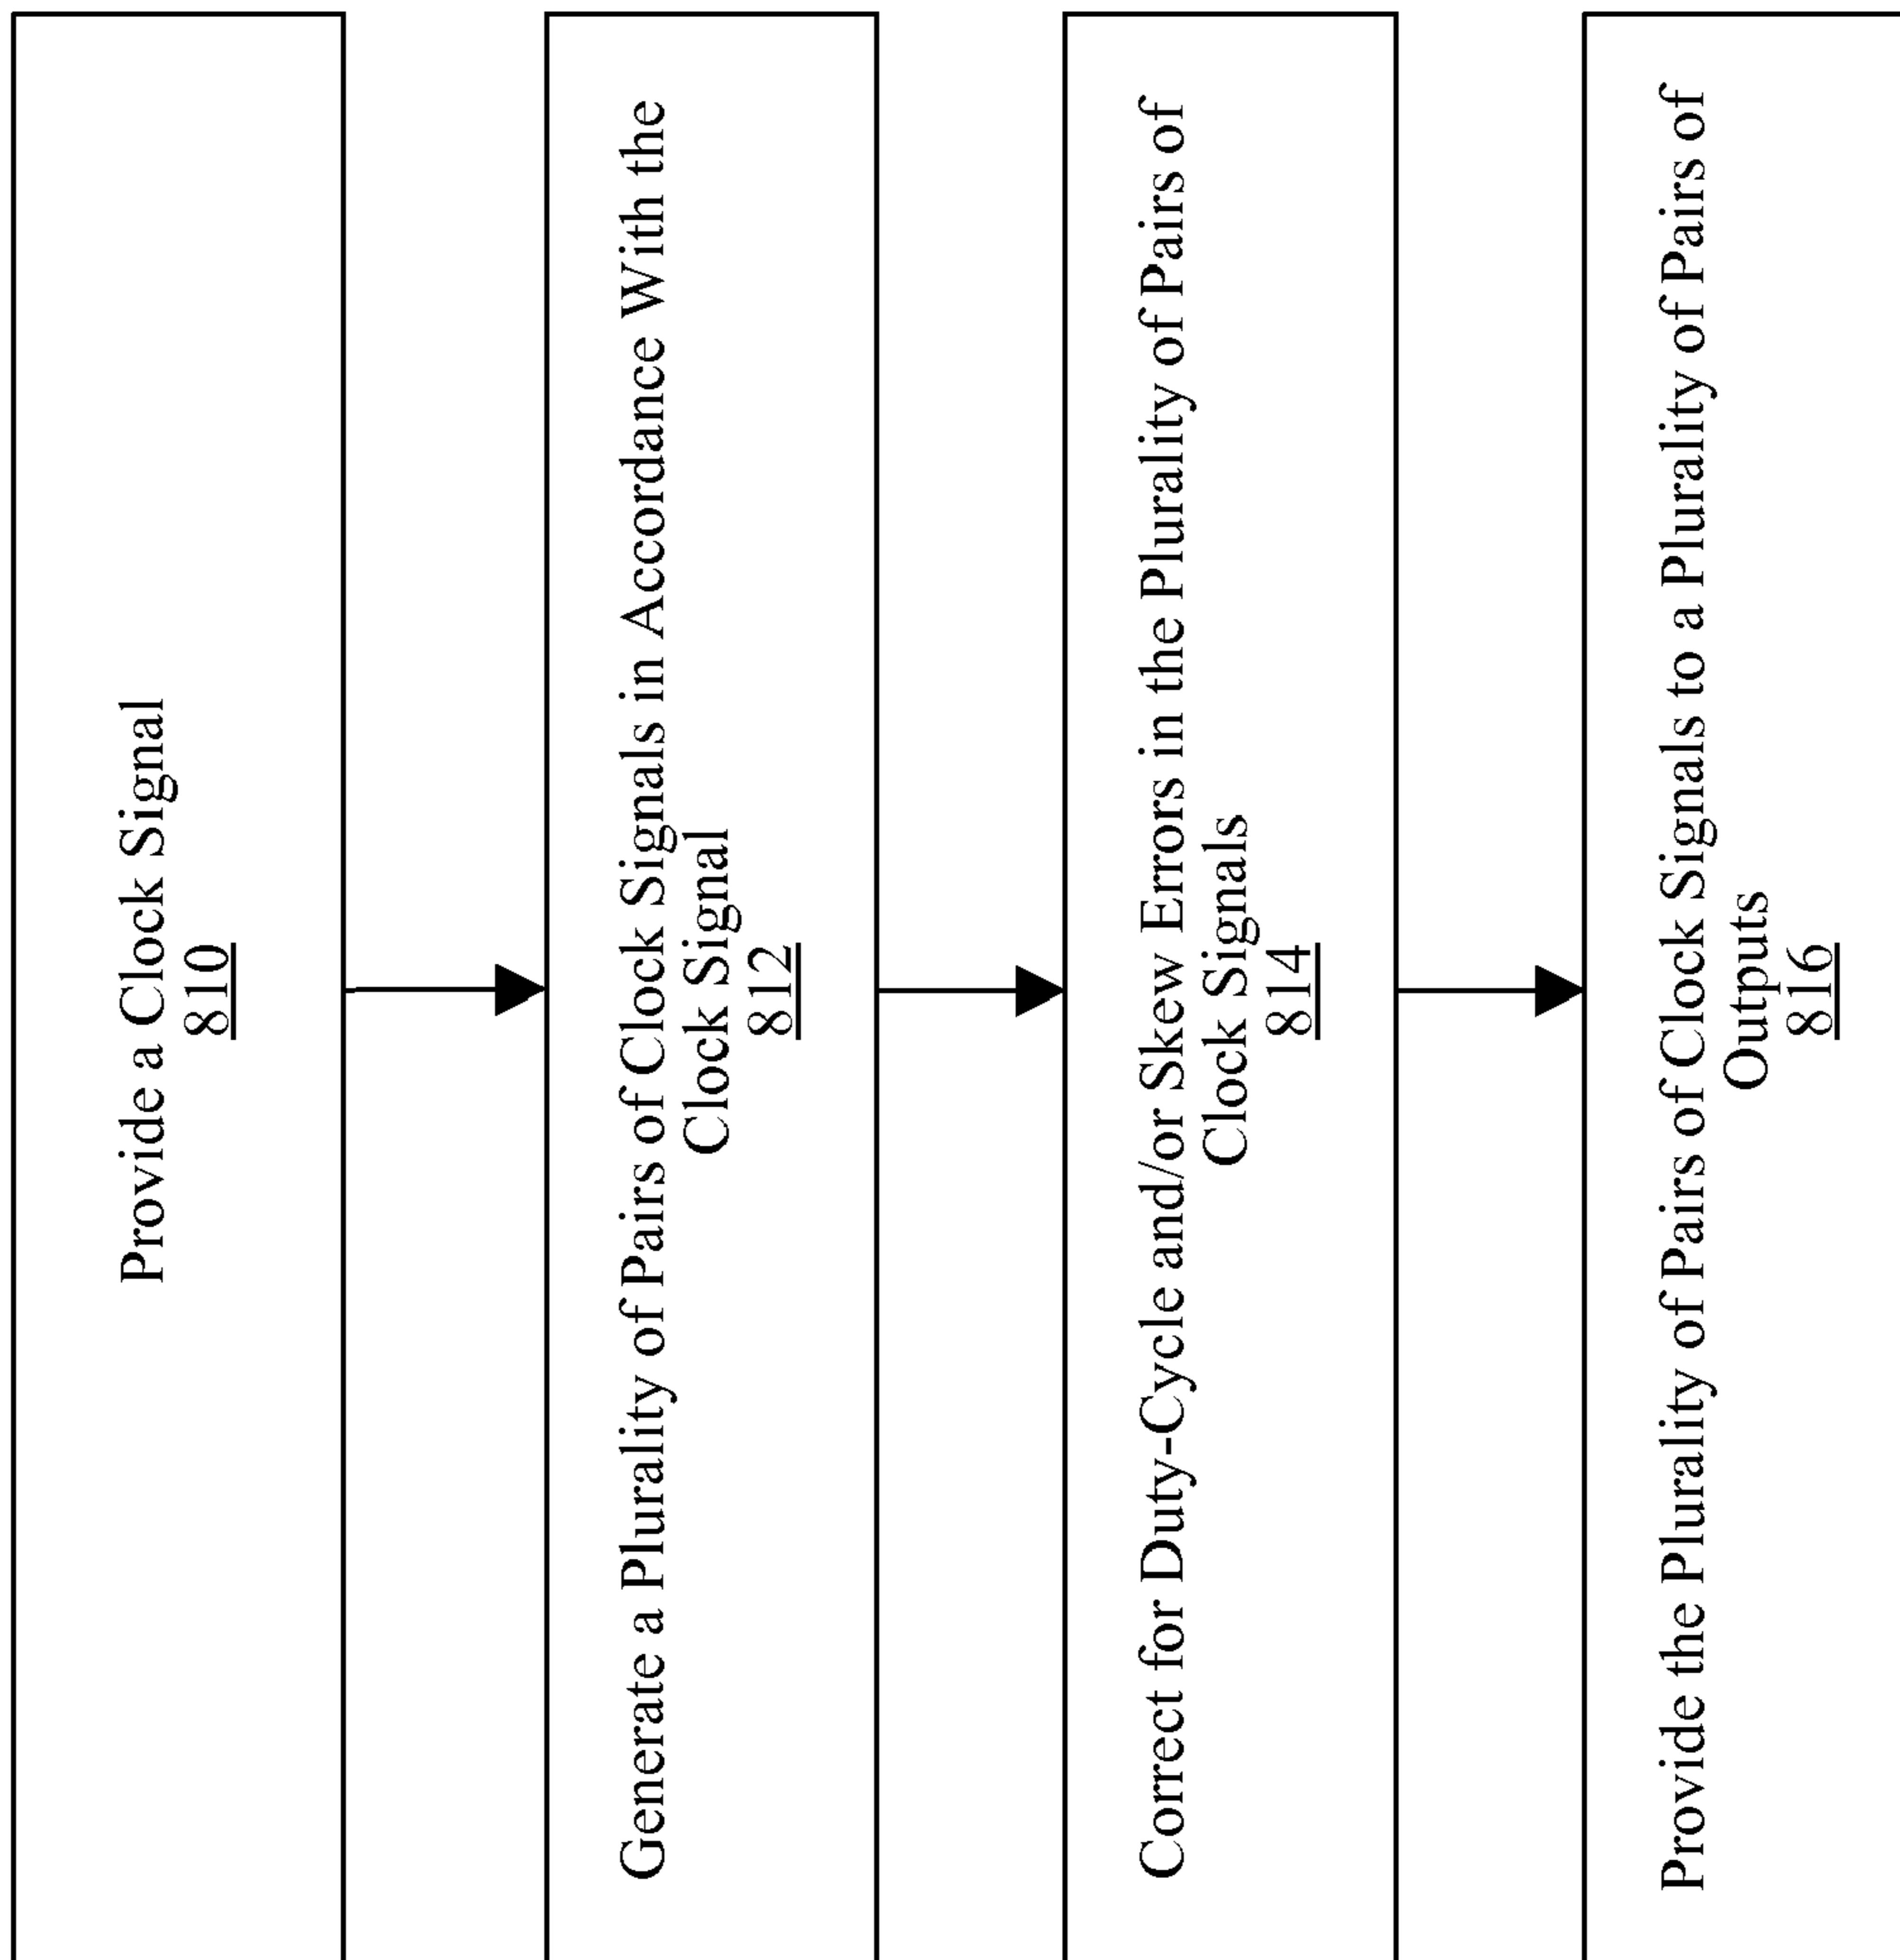 Provide a Clock Signal
810
Generate a Plurality of Pairs of Clock Signals in Accordance With the
Clock Signal
812
Correct for Duty-Cycle and/or Skew Errors in the Plurality of Pairs of
Clock Signals
814
Provide the Plurality of Pairs of Clock Signals to a Plurality of Pairs of
Outputs
816